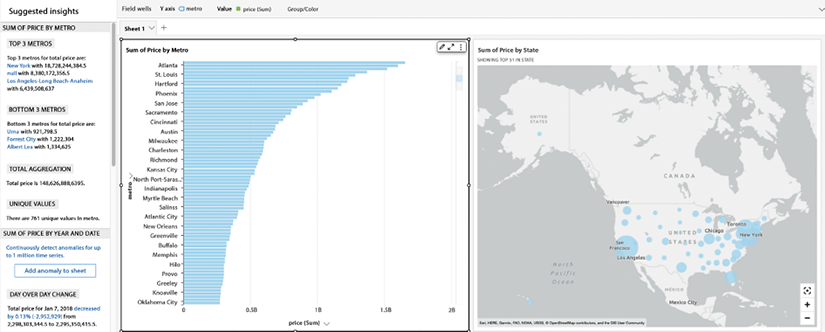 Suggested insights
SUM OF PRICE BY METRO
TOP 3 METROS
Top 3 metros for total price are:
New York with 18,728,244,384.5
null with 8,380,172,356.5
Los Angeles-Long Beach-Anaheim
with 6,439,508,637
BOTTOM 3 METROS
Bottom 3 metros for total price are:
Urna with 921,798.5
Forrest City with 1,222,304
Albert Lea with 1,334,625
TOTAL AGGREGATION
Total price is 148,626,888,6395.
UNIQUE VALUES
There are 761 unique values in metro.
SUM OF PRICE BY YEAR AND DATE
Continuously detect anomalies for up
to 1 million time series.
Add anomaly to sheet
DAY OVER DAY CHANGE
Total price for Jan 7, 2018 decreased
by 0.13% (-2,952,929) from
2,298,303,344.5 to 2,295,350,415.5.
Field wells
Y axis
metro
Value
price (Sum)
Group/Color
Sheet 1
Sum of Price by Metro
Atlanta
St. Louis
Hartford
Phoenix
San Jose
Sacramento
Cincinnati
Austin
Milwaukee
Charleston
Richmond
Kansas City
North Port-Saras...
Indianapolis
Myrtle Beach
Salinas
Atlantic City
New Orleans
Greenville
Buffalo
Memphis
Hilo
Provo
Greeley
Knoxville
Oklahoma City
metro
0
0.5B
1B
1.5B
2B
price (Sum)
Sum of Price by State
SHOWING TOP 51 IN STATE
UNITED
STATES
CANADA
Vancouver
Toronto
Chicago
New York
UNITED
STATES
San
Francisco
Los Angeles
North
Pacific
Ocean
MÉXICO
Mexico City
Esri, HERE, Garmin, FAO, NOAA, USGS, © OpenStreetMap contributors, and the GIS User Community